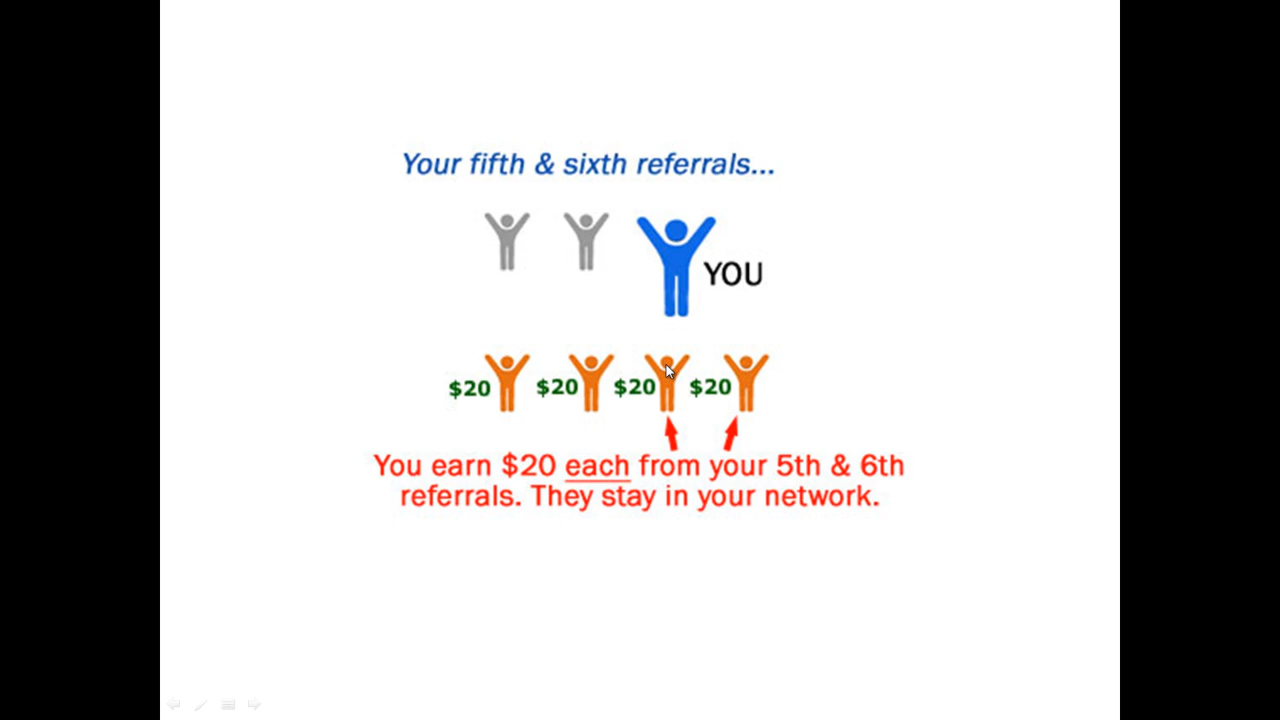 Your fifth & sixth referrals...
YOU
$20 $20 $20 $20
You earn $20 each from your 5th & 6th
referrals. They stay in your network.